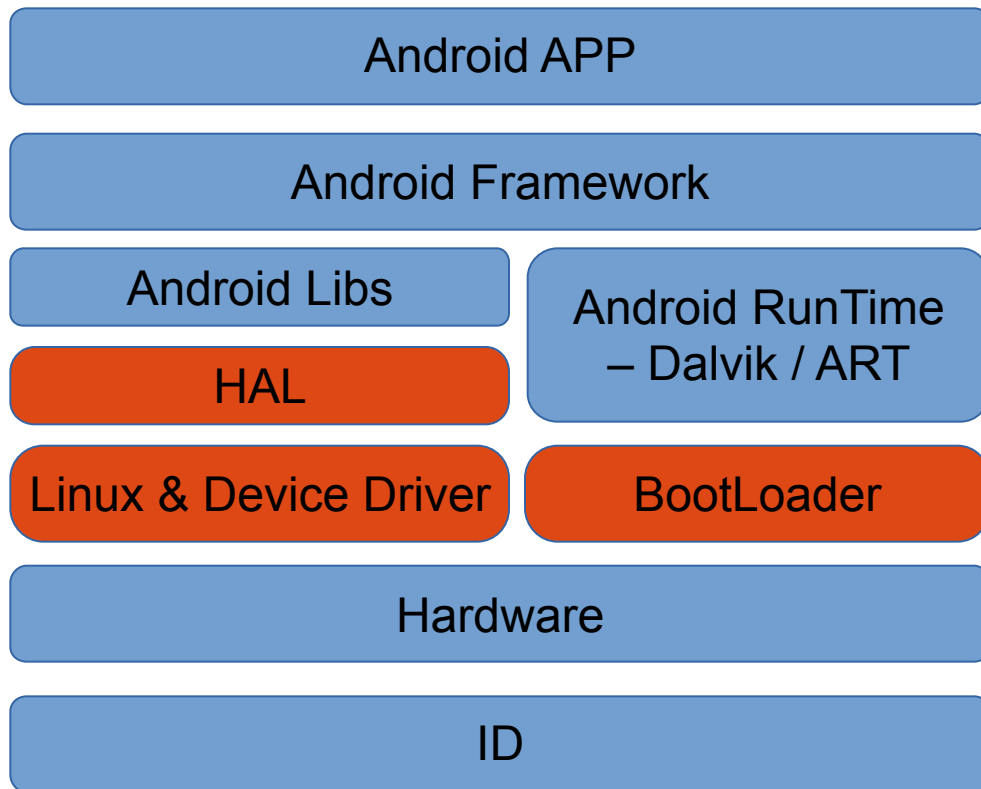 Android APP
Android Framework
Android Libs
Android RunTime
– Dalvik / ART
HAL
Linux & Device Driver
BootLoader
Hardware
ID